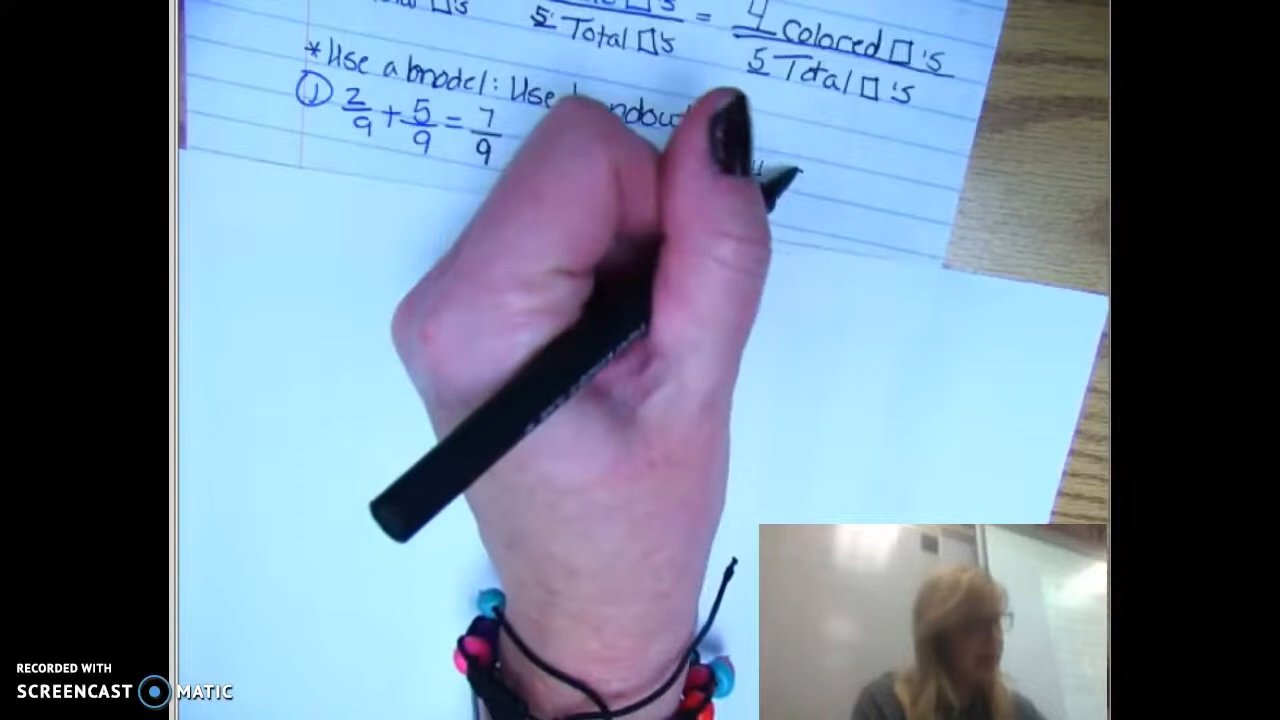 □'s
5 Total □'s = 4 colored □'s
5 Total □'s
*Use a model: Use
① 2/9 + 5/9 = 7/9
RECORDED WITH
SCREENCAST O MATIC